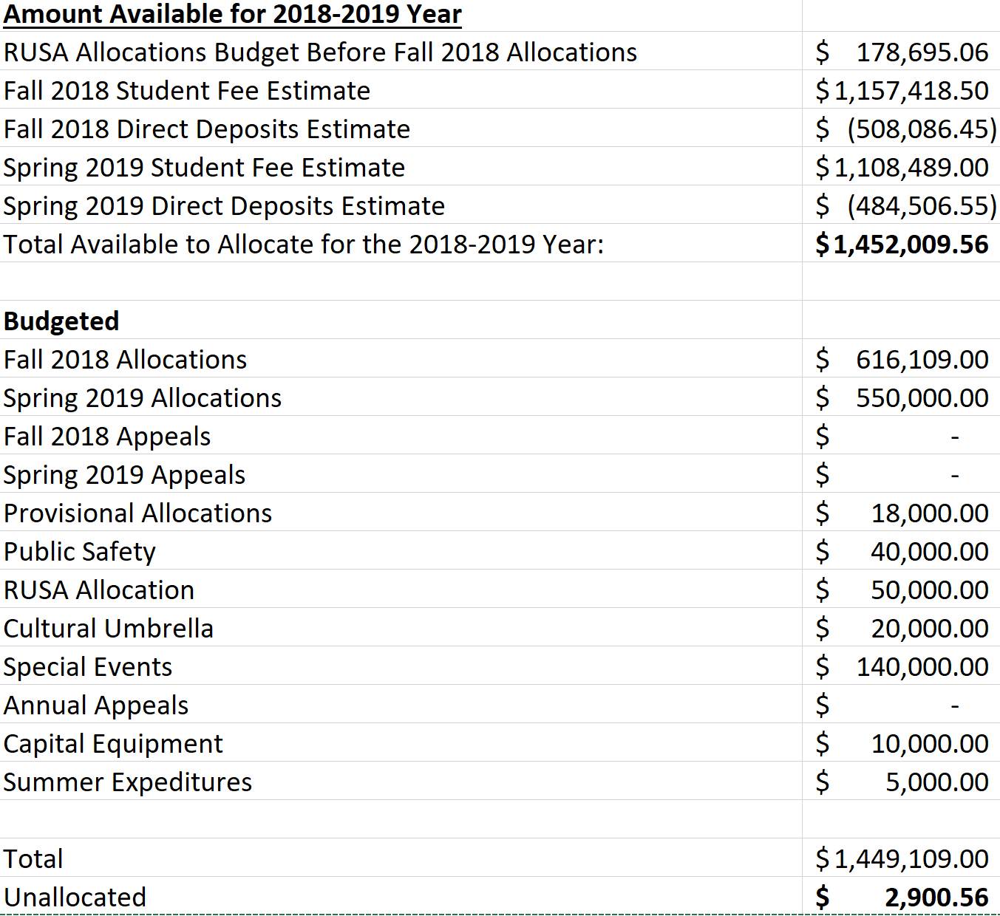 Amount Available for 2018-2019 Year
RUSA Allocations Budget Before Fall 2018 Allocations $ 178,695.06
Fall 2018 Student Fee Estimate $ 1,157,418.50
Fall 2018 Direct Deposits Estimate $ (508,086.45)
Spring 2019 Student Fee Estimate $ 1,108,489.00
Spring 2019 Direct Deposits Estimate $ (484,506.55)
Total Available to Allocate for the 2018-2019 Year: $ 1,452,009.56
Budgeted
Fall 2018 Allocations $ 616,109.00
Spring 2019 Allocations $ 550,000.00
Fall 2018 Appeals $ -
Spring 2019 Appeals $ -
Provisional Allocations $ 18,000.00
Public Safety $ 40,000.00
RUSA Allocation $ 50,000.00
Cultural Umbrella $ 20,000.00
Special Events $ 140,000.00
Annual Appeals $ -
Capital Equipment $ 10,000.00
Summer Expeditures $ 5,000.00
Total $ 1,449,109.00
Unallocated $ 2,900.56